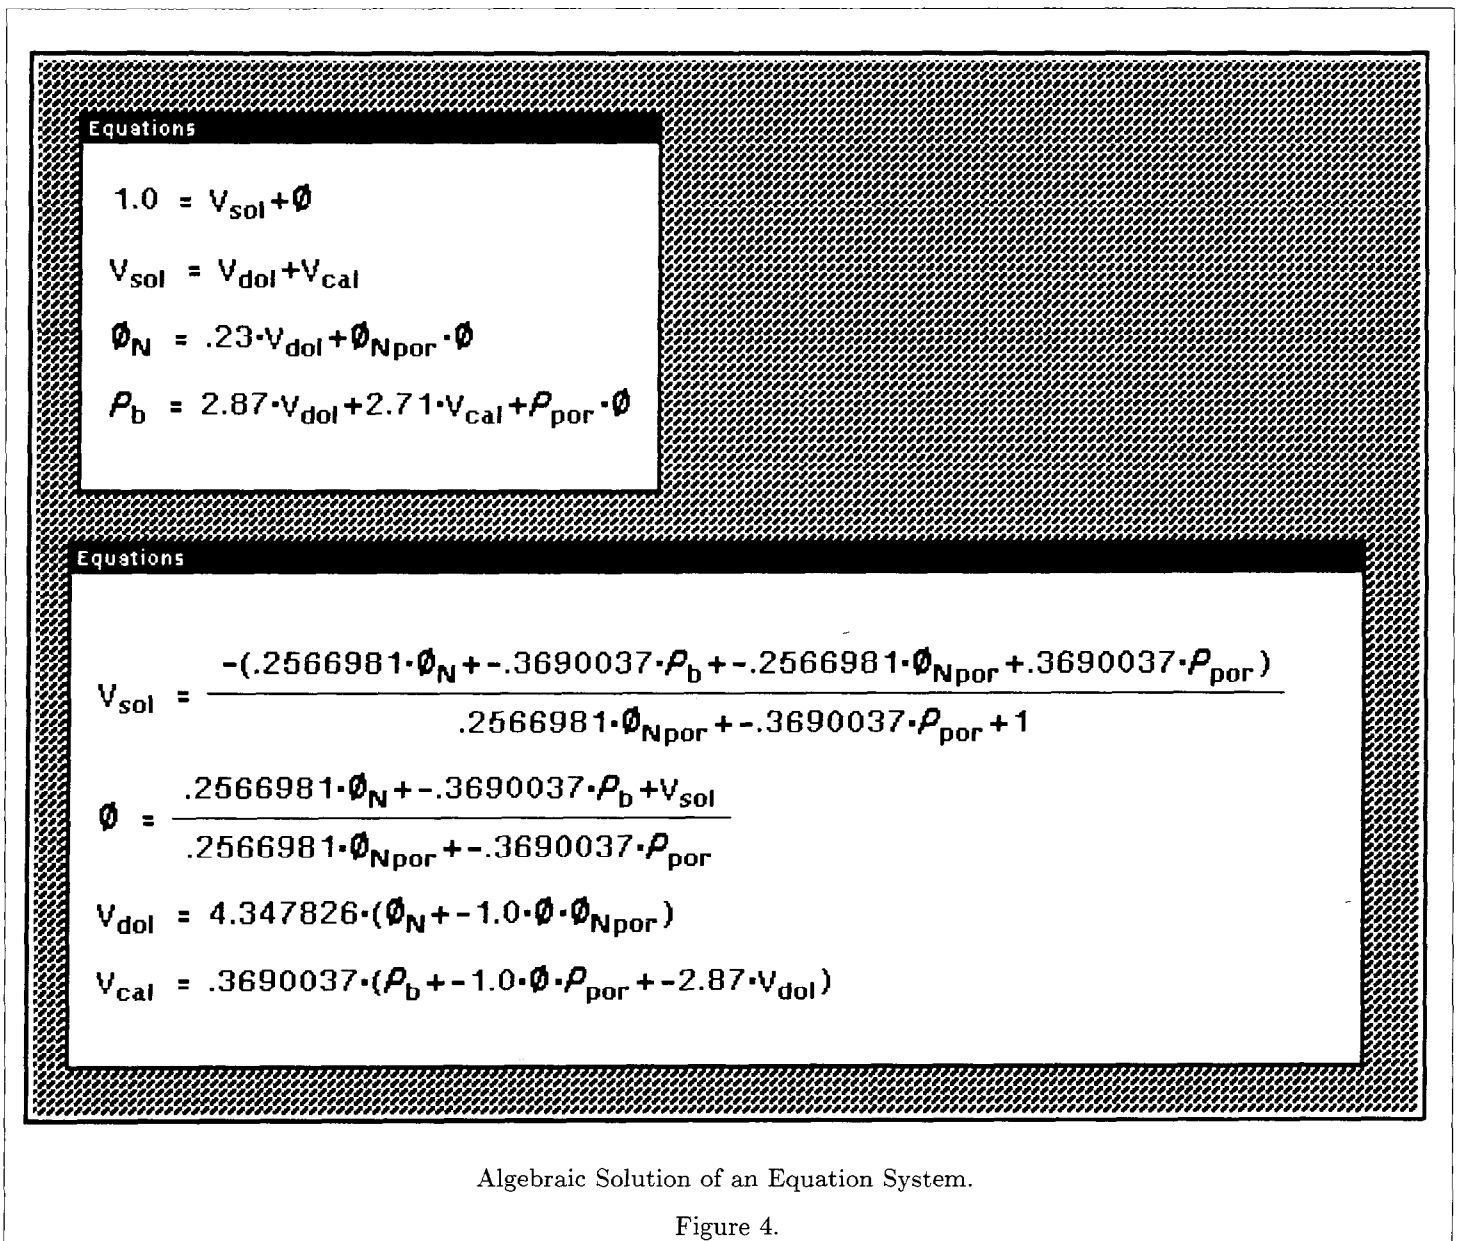 Equations
1.0 = V_sol+Ø
V_sol = V_dol+V_cal
Ø_N = .23·V_dol+Ø_Npor·Ø
ρ_b = 2.87·V_dol+2.71·V_cal+ρ_por·Ø
Equations
V_sol = -(.2566981·Ø_N+-.3690037·ρ_b+-.2566981·Ø_Npor+.3690037·ρ_por)
.2566981·Ø_Npor+-.3690037·ρ_por+1
Ø = .2566981·Ø_N+-.3690037·ρ_b+V_sol
.2566981·Ø_Npor+-.3690037·ρ_por
V_dol = 4.347826·(Ø_N+-1.0·Ø·Ø_Npor)
V_cal = .3690037·(ρ_b+-1.0·Ø·ρ_por+-2.87·V_dol)
Algebraic Solution of an Equation System.
Figure 4.